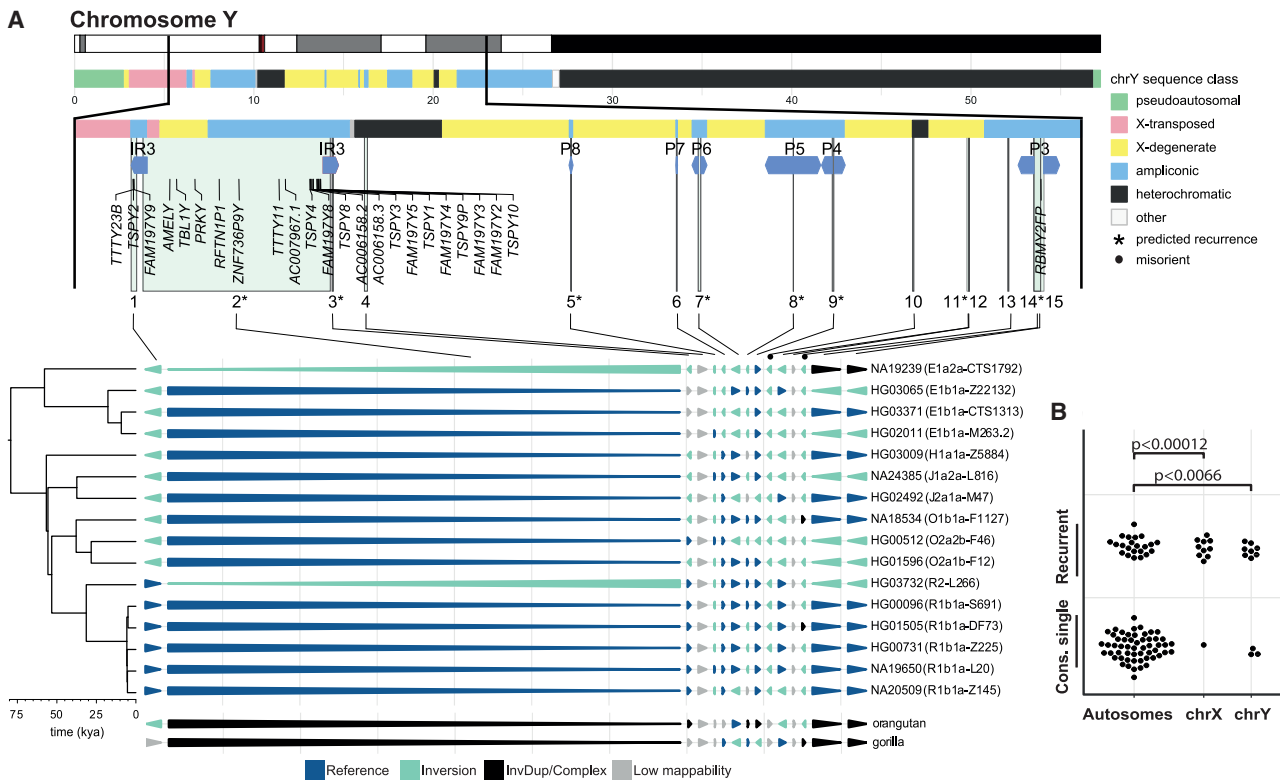 A
Chromosome Y
0 10 20 30 40 50
chrY sequence class
pseudoautosomal
X-transposed
X-degenerate
ampliconic
heterochromatic
other
* predicted recurrence
● misorient
IR3 IR3 P8 P7 P6 P5 P4 P3
TTTY23B
TSPY2
FAM197Y9
AMELY
TBL1Y
PRKY
RFTN1P1
ZNF736P9Y
TTTY11
AC007967.1
TSPY4
FAM197Y8
TSPY8
AC006158.2
AC006158.3
TSPY3
FAM197Y5
TSPY1
FAM197Y4
TSPY9P
FAM197Y3
FAM197Y2
TSPY10
RBMY2FP
1 2* 3* 4 5* 6 7* 8* 9* 10 11* 12 13 14* 15
NA19239 (E1a2a-CTS1792)
HG03065 (E1b1a-Z22132)
HG03371 (E1b1a-CTS1313)
HG02011 (E1b1a-M263.2)
HG03009 (H1a1a-Z5884)
NA24385 (J1a2a-L816)
HG02492 (J2a1a-M47)
NA18534 (O1b1a-F1127)
HG00512 (O2a2b-F46)
HG01596 (O2a1b-F12)
HG03732 (R2-L266)
HG00096 (R1b1a-S691)
HG01505 (R1b1a-DF73)
HG00731 (R1b1a-Z225)
NA19650 (R1b1a-L20)
NA20509 (R1b1a-Z145)
orangutan
gorilla
75 50 25 0
time (kya)
Reference Inversion InvDup/Complex Low mappability
B
p<0.00012
p<0.0066
Recurrent
Cons. single
Autosomes chrX chrY